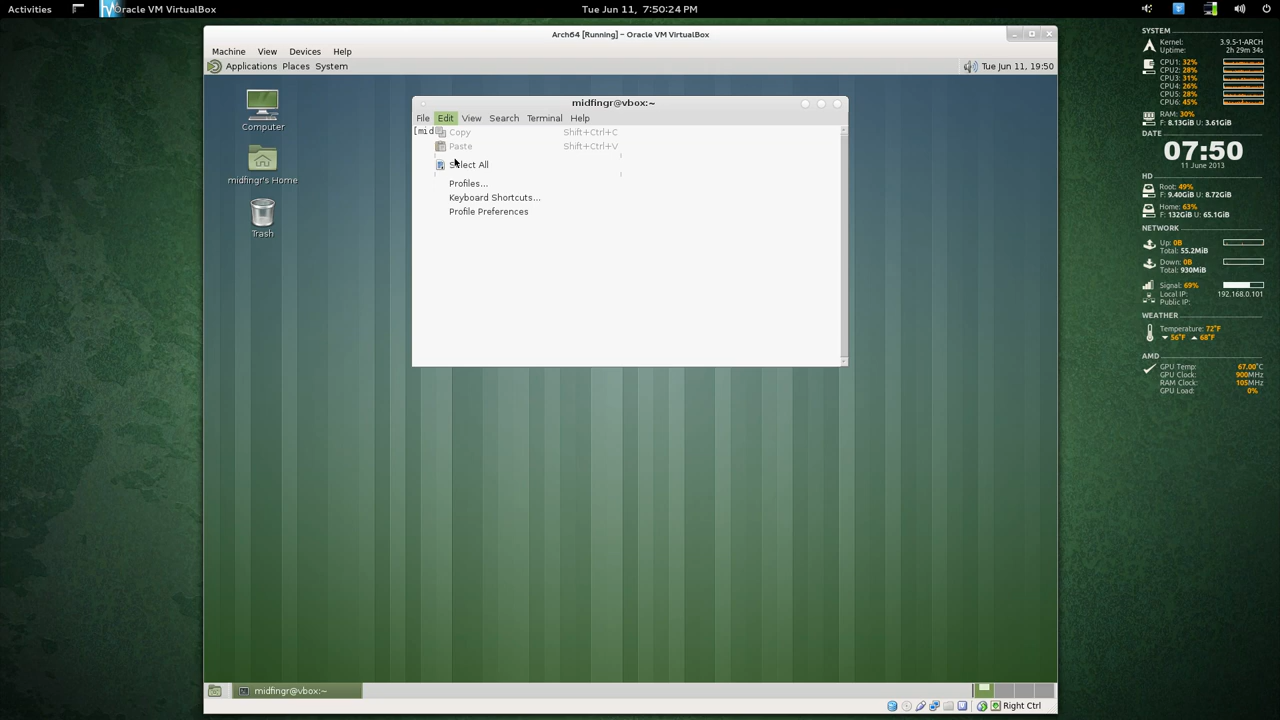 Activities
Oracle VM VirtualBox
Tue Jun 11, 7:50:24 PM
Arch64 [Running] - Oracle VM VirtualBox
Machine View Devices Help
Applications Places System
Tue Jun 11, 19:50
Computer
midfingr's Home
Trash
midfingr@vbox:~
File Edit View Search Terminal Help
[mid
Copy Shift+Ctrl+C
Paste Shift+Ctrl+V
Select All
Profiles...
Keyboard Shortcuts...
Profile Preferences
midfingr@vbox:~
Right Ctrl
SYSTEM
Kernel: 3.9.5-1-ARCH
Uptime: 2h 29m 34s
CPU1: 32%
CPU2: 28%
CPU3: 31%
CPU4: 26%
CPU5: 28%
CPU6: 45%
RAM: 30%
F: 8.13GiB U: 3.61GiB
DATE
07:50
11 June 2013
HD
Root: 49%
F: 9.40GiB U: 8.72GiB
Home: 63%
F: 132GiB U: 65.1GiB
NETWORK
Up: 0B
Total: 55.2MiB
Down: 0B
Total: 930MiB
Signal: 69%
Local IP: 192.168.0.101
Public IP:
WEATHER
Temperature: 72°F
56°F 68°F
AMD
GPU Temp: 67.00°C
GPU Clock: 900MHz
RAM Clock: 105MHz
GPU Load: 0%